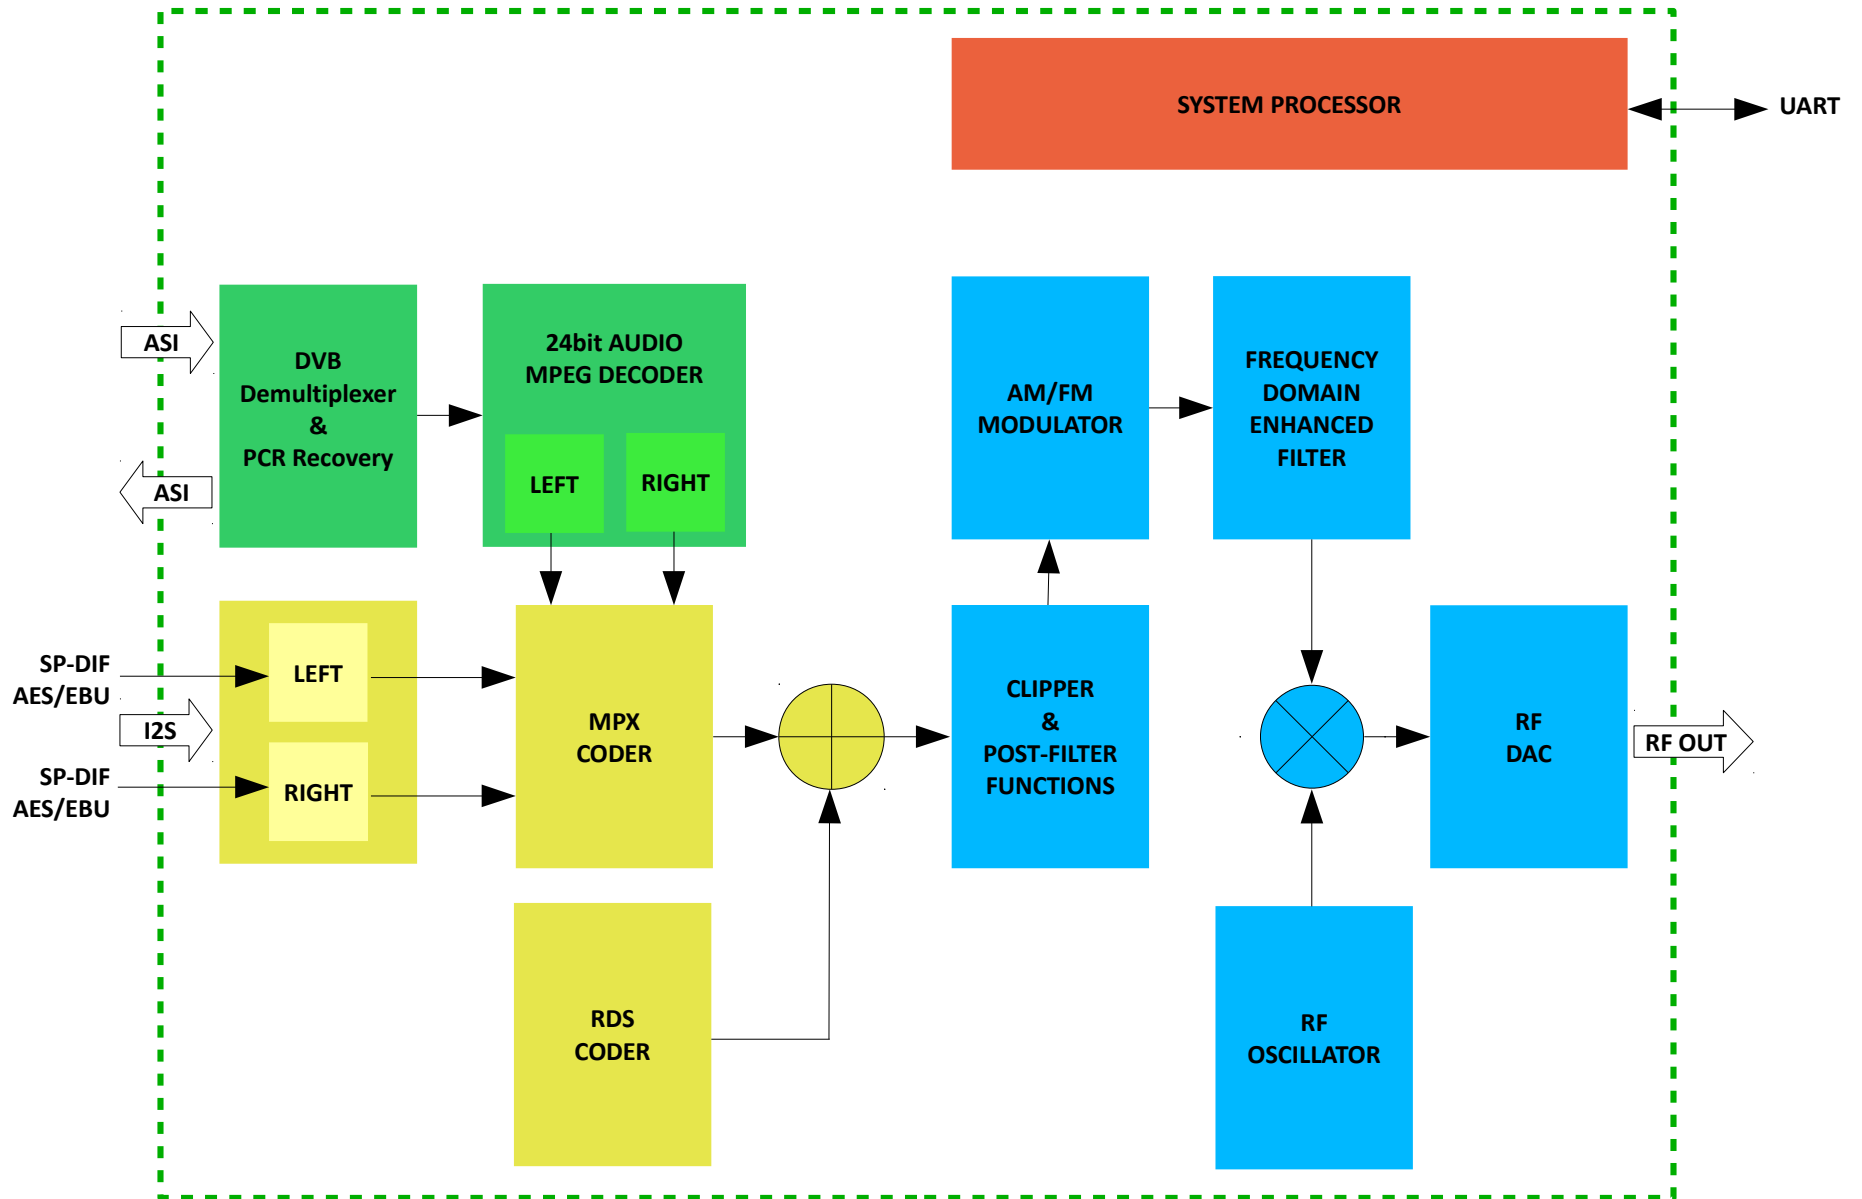 SYSTEM PROCESSOR
UART
ASI
ASI
DVB
Demultiplexer
&
PCR Recovery
24bit AUDIO
MPEG DECODER
LEFT
RIGHT
AM/FM
MODULATOR
FREQUENCY
DOMAIN
ENHANCED
FILTER
SP-DIF
AES/EBU
I2S
SP-DIF
AES/EBU
LEFT
RIGHT
MPX
CODER
CLIPPER
&
POST-FILTER
FUNCTIONS
RF
DAC
RF OUT
RDS
CODER
RF
OSCILLATOR